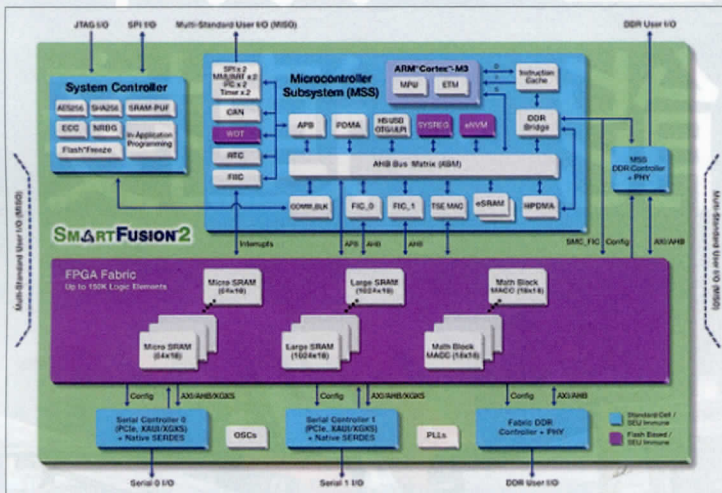 JTAG I/O
SPI I/O
Multi-Standard User I/O (MISO)
DDR User I/O
System Controller
AES256
SHA256
SRAM-PUF
ECC
NRBG
In-Application
Programming
Flash*Freeze
SPI x 2
MMUART x 2
I²C x 2
Timer x 2
CAN
WDT
RTC
FIIC
Microcontroller
Subsystem (MSS)
ARM® Cortex™-M3
MPU
ETM
D
I
S
Instruction
Cache
APB
PDMA
HS USB
OTG ULPI
SYSREG
eNVM
DDR
Bridge
AHB Bus Matrix (ABM)
COMM_BLK
FIC_0
FIC_1
TSE MAC
eSRAM
HPDMA
MSS
DDR Controller
+ PHY
SMARTFUSION2
Interrupts
APB
AHB
AHB
SMC_FIC
Config
AXI/AHB
Multi-Standard User I/O (MISO)
Multi-Standard User I/O (MISO)
FPGA Fabric
Up to 150K Logic Elements
Micro SRAM
(64x18)
Large SRAM
(1024x18)
Math Block
MACC (18x18)
Micro SRAM
(64x18)
Large SRAM
(1024x18)
Math Block
MACC (18x18)
Config
AXI/AHB/XGXS
Config
AXI/AHB/XGXS
Config
AXI/AHB
Serial Controller 0
(PCIe, XAUI/XGXS)
+ Native SERDES
OSCs
Serial Controller 1
(PCIe, XAUI/XGXS)
+ Native SERDES
PLLs
Fabric DDR
Controller + PHY
Standard Cell /
SEU Immune
Flash Based /
SEU Immune
Serial 0 I/O
Serial 1 I/O
DDR User I/O